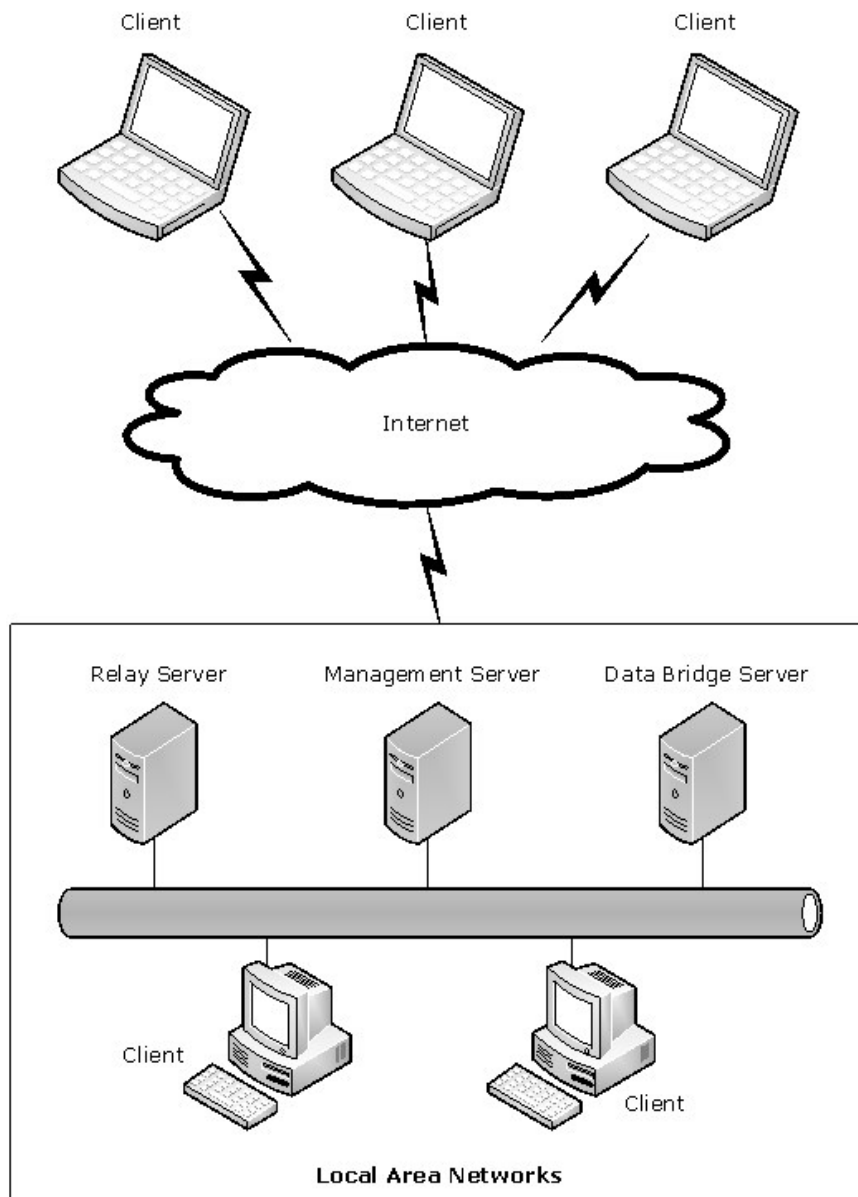 Client
Client
Client
Internet
Relay Server
Management Server
Data Bridge Server
Client
Client
Local Area Networks